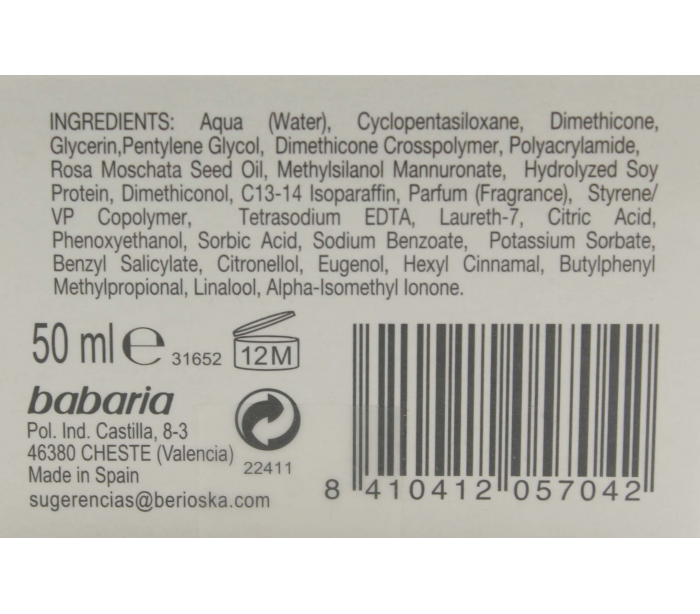 INGREDIENTS: Aqua (Water), Cyclopentasiloxane, Dimethicone,
Glycerin,Pentylene Glycol, Dimethicone Crosspolymer, Polyacrylamide,
Rosa Moschata Seed Oil, Methylsilanol Mannuronate, Hydrolyzed Soy
Protein, Dimethiconol, C13-14 Isoparaffin, Parfum (Fragrance), Styrene/
VP Copolymer, Tetrasodium EDTA, Laureth-7, Citric Acid,
Phenoxyethanol, Sorbic Acid, Sodium Benzoate, Potassium Sorbate,
Benzyl Salicylate, Citronellol, Eugenol, Hexyl Cinnamal, Butylphenyl
Methylpropional, Linalool, Alpha-Isomethyl Ionone.
50 ml e 31652 12M
babaria
Pol. Ind. Castilla, 8-3
46380 CHESTE (Valencia)
Made in Spain
sugerencias@berioska.com
22411
8 410412 057042